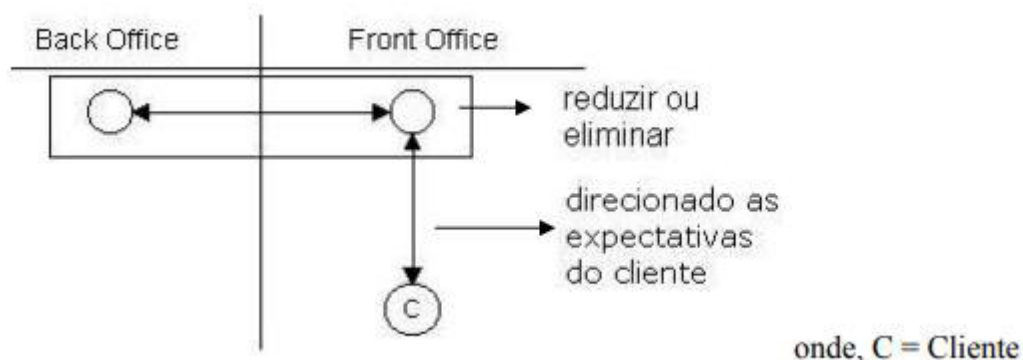 Back Office
Front Office
reduzir ou
eliminar
direcionado as
expectativas
do cliente
C
onde, C = Cliente